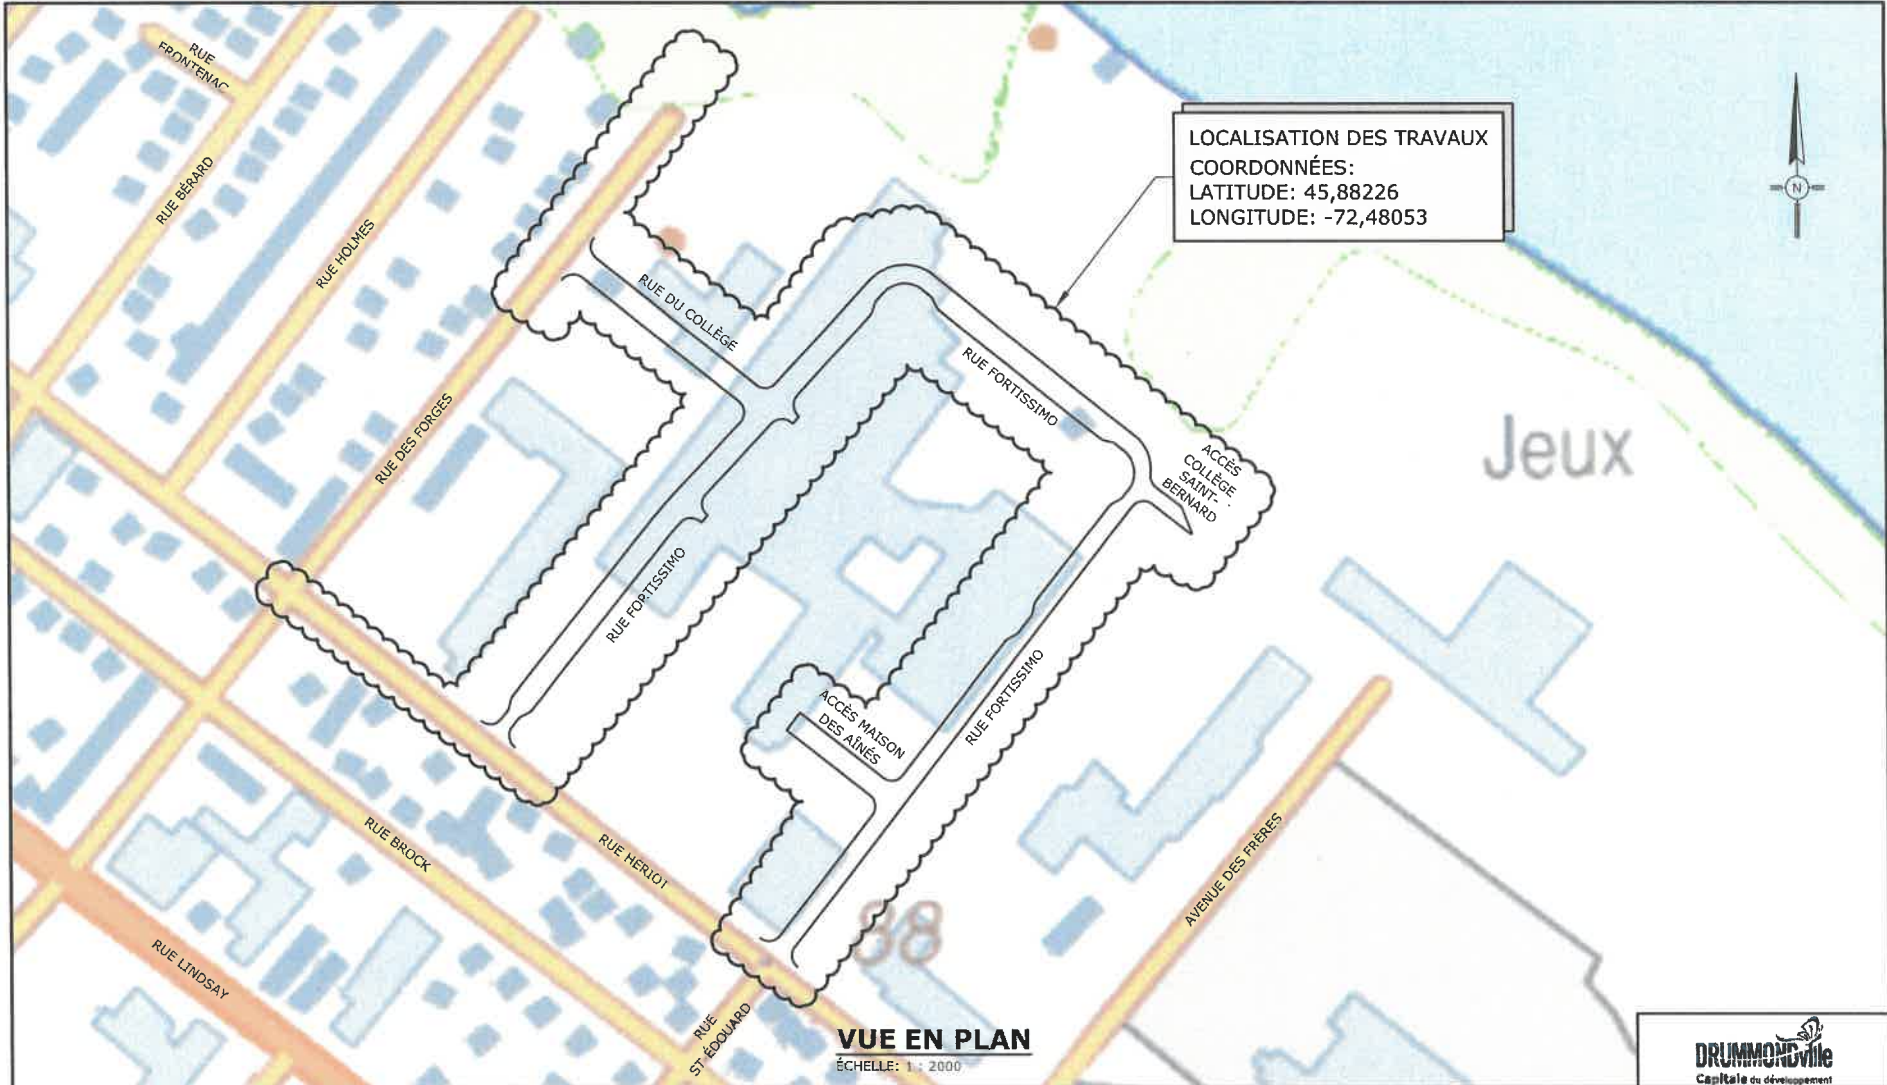 RUE
FRONTENAC
RUE BÉRARD
RUE HOLMES
LOCALISATION DES TRAVAUX
COORDONNÉES:
LATITUDE: 45,88226
LONGITUDE: -72,48053
N
RUE DU COLLÈGE
RUE FORTISSIMO
RUE DES FORGES
ACCÈS
COLLÈGE
SAINT-
BERNARD
Jeux
RUE FORTISSIMO
RUE FORTISSIMO
ACCÈS MAISON
DES AÎNÉS
RUE BROCK
RUE HERIOT
AVENUE DES FRÈRES
38
RUE LINDSAY
RUE
ST-ÉDOUARD
VUE EN PLAN
ÉCHELLE: 1 : 2000
DRUMMONDville
Capitale du développement